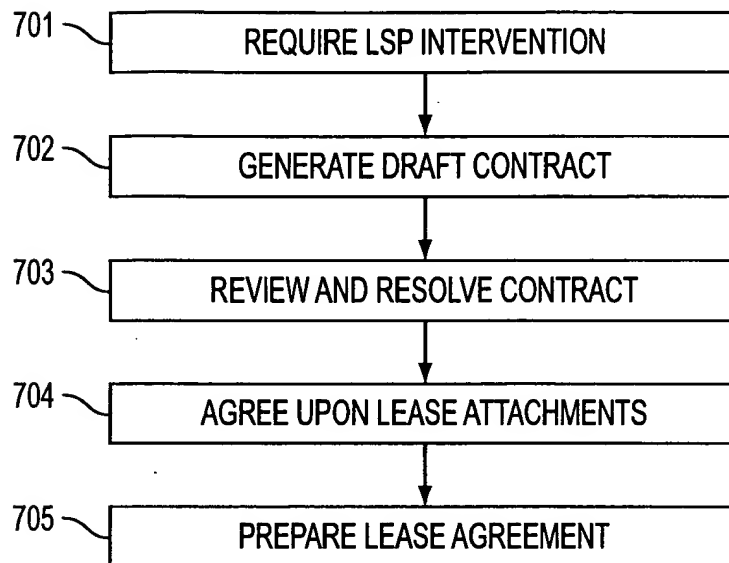 701 REQUIRE LSP INTERVENTION
702 GENERATE DRAFT CONTRACT
703 REVIEW AND RESOLVE CONTRACT
704 AGREE UPON LEASE ATTACHMENTS
705 PREPARE LEASE AGREEMENT